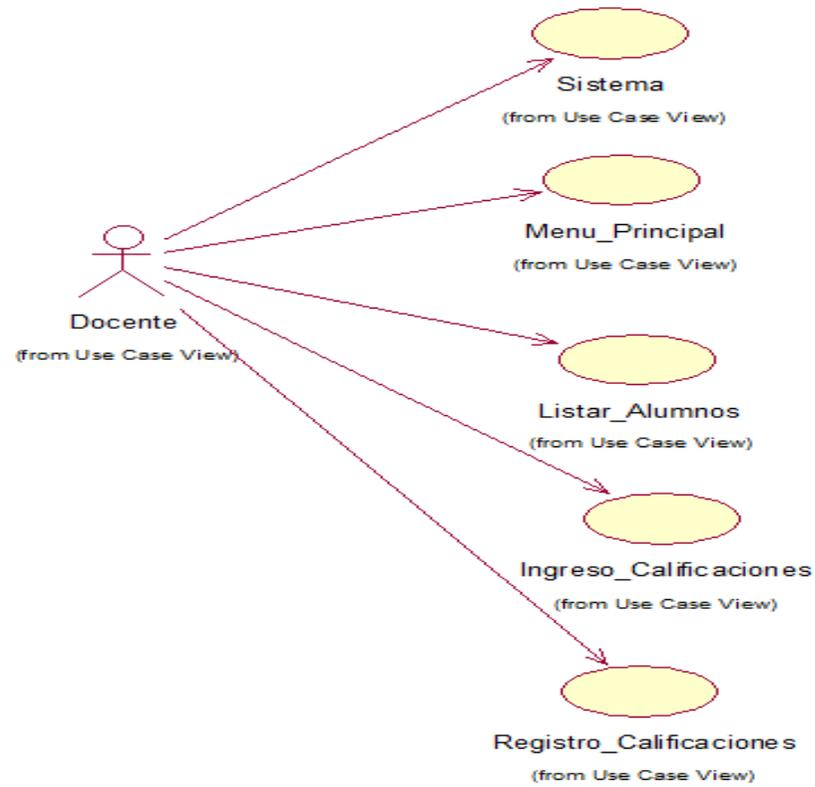 Sistema
(from Use Case View)
Menu_Principal
(from Use Case View)
Docente
(from Use Case View)
Listar_Alumnos
(from Use Case View)
Ingreso_Calificaciones
(from Use Case View)
Registro_Calificaciones
(from Use Case View)